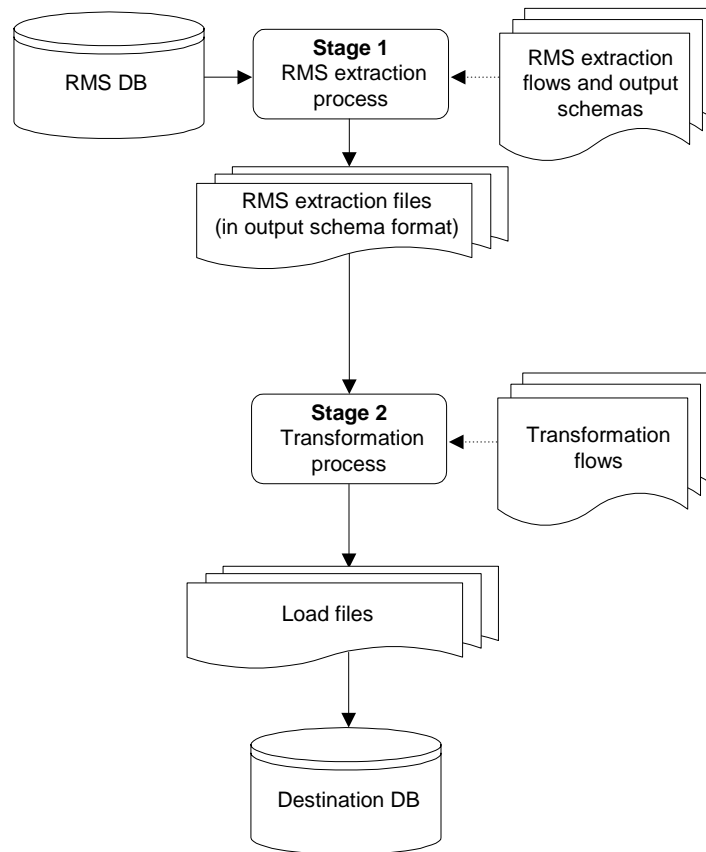 RMS DB
Stage 1
RMS extraction
process
RMS extraction
flows and output
schemas
RMS extraction files
(in output schema format)
Stage 2
Transformation
process
Transformation
flows
Load files
Destination DB